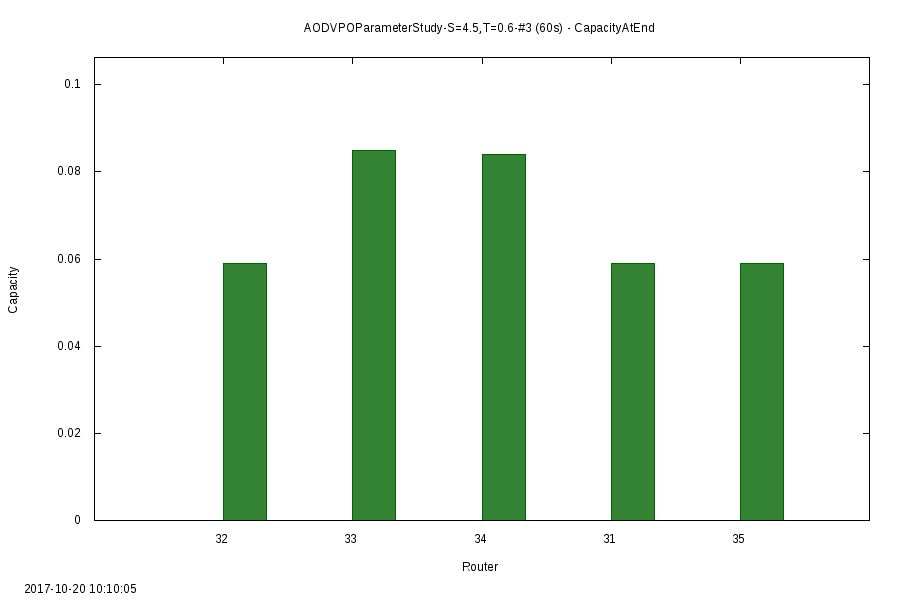 AODVPOParameterStudy-S=4.5,T=0.6-#3 (60s) - CapacityAtEnd
0.1
0.08
0.06
0.04
0.02
0
Capacity
32 33 34 31 35
Router
2017-10-20 10:10:05